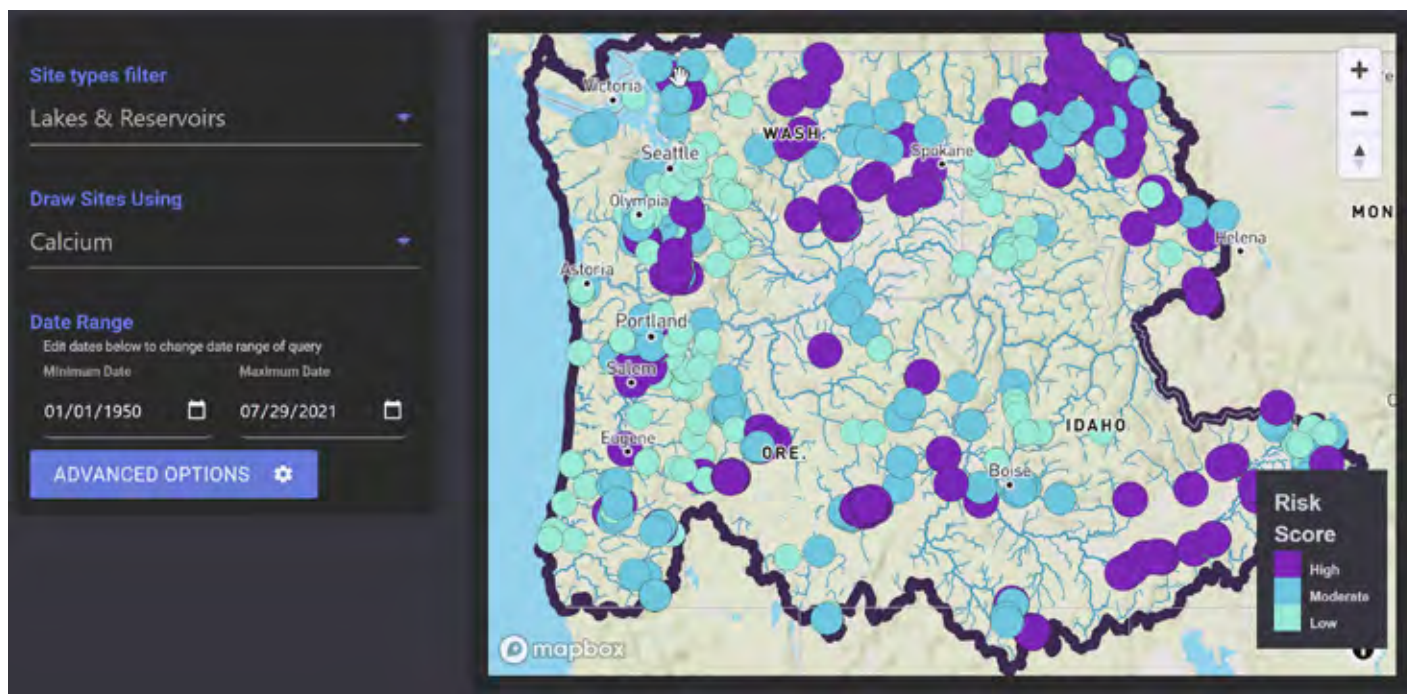 Site types filter
Lakes & Reservoirs
Draw Sites Using
Calcium
Date Range
Edit dates below to change date range of query
Minimum Date
Maximum Date
01/01/1950
07/29/2021
ADVANCED OPTIONS
Victoria
WASH.
Seattle
Spokane
Olympia
MON
Helena
Astoria
Portland
Salem
IDAHO
Eugene
ORE.
Boise
Risk
Score
High
Moderate
Low
mapbox